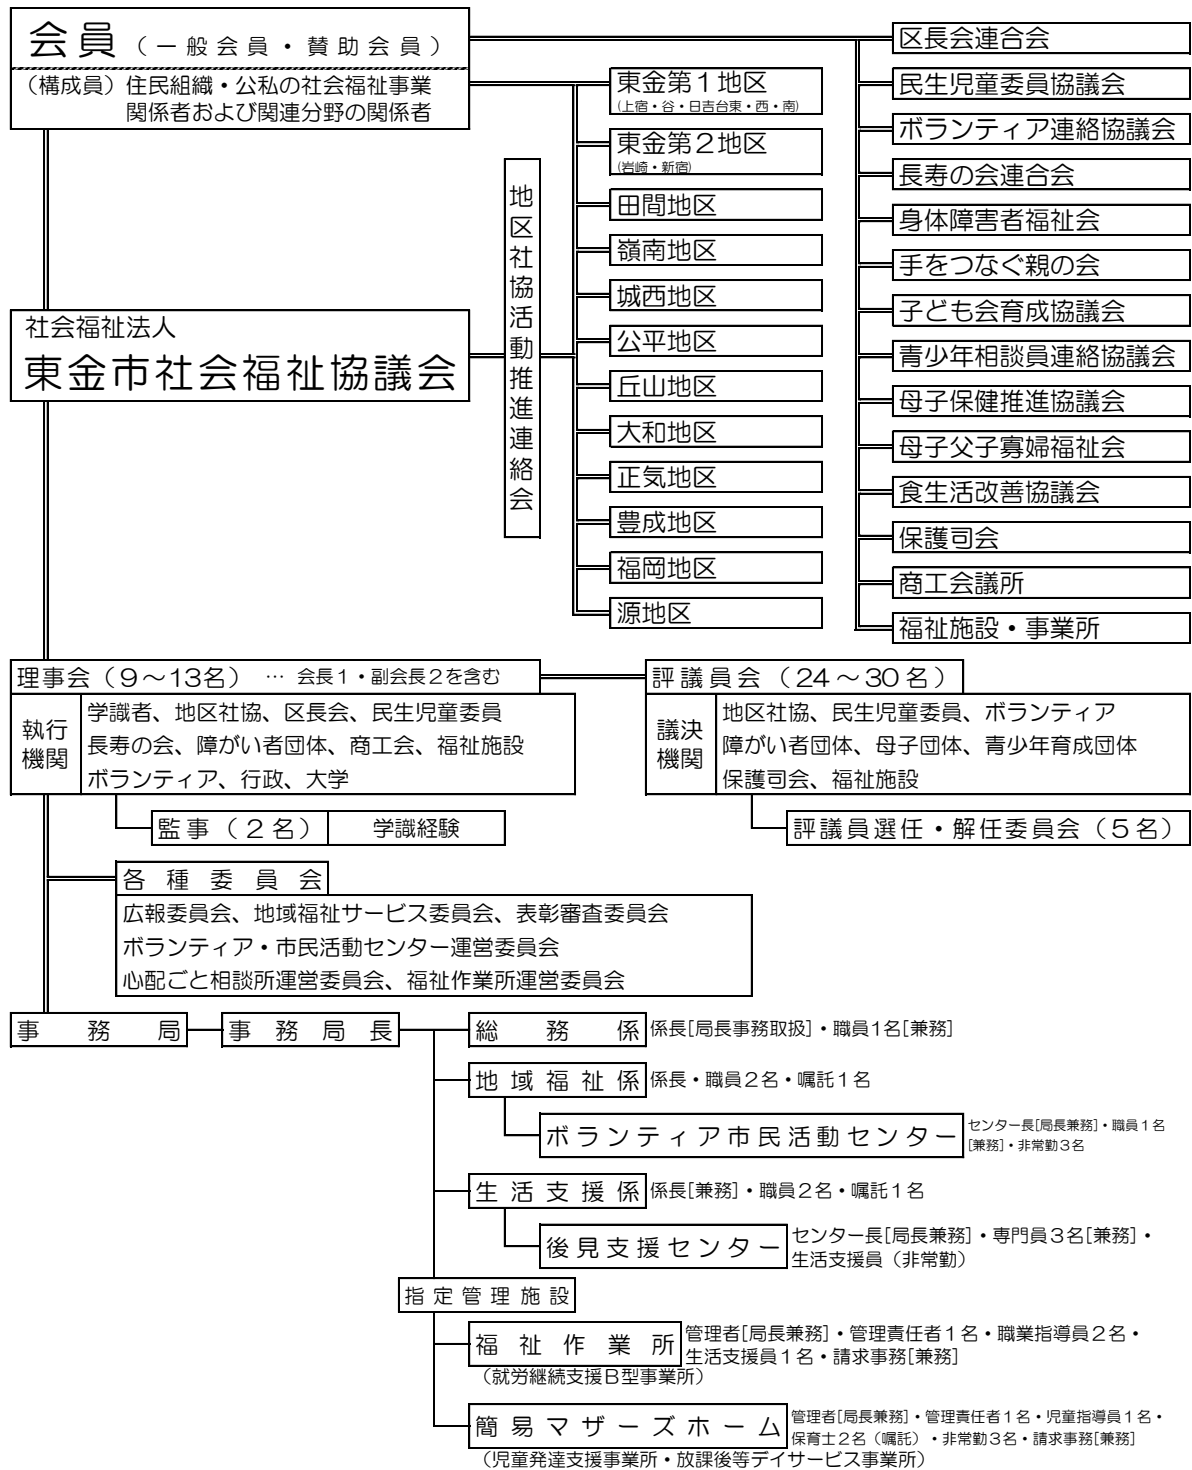 会員（一般会員・賛助会員）
（構成員）住民組織・公私の社会福祉事業
関係者および関連分野の関係者
社会福祉法人
東金市社会福祉協議会
地区社協活動推進連絡会
東金第１地区
(上宿・谷・日吉台東・西・南)
東金第２地区
(岩崎・新宿)
田間地区
嶺南地区
城西地区
公平地区
丘山地区
大和地区
正気地区
豊成地区
福岡地区
源地区
区長会連合会
民生児童委員協議会
ボランティア連絡協議会
長寿の会連合会
身体障害者福祉会
手をつなぐ親の会
子ども会育成協議会
青少年相談員連絡協議会
母子保健推進協議会
母子父子寡婦福祉会
食生活改善協議会
保護司会
商工会議所
福祉施設・事業所
理事会（９～13名） … 会長１・副会長２を含む
執行
機関
学識者、地区社協、区長会、民生児童委員
長寿の会、障がい者団体、商工会、福祉施設
ボランティア、行政、大学
監事（２名） 学識経験
評議員会（24～30名）
議決
機関
地区社協、民生児童委員、ボランティア
障がい者団体、母子団体、青少年育成団体
保護司会、福祉施設
評議員選任・解任委員会（５名）
各種委員会
広報委員会、地域福祉サービス委員会、表彰審査委員会
ボランティア・市民活動センター運営委員会
心配ごと相談所運営委員会、福祉作業所運営委員会
事務局 事務局長 総務係 係長[局長事務取扱]・職員1名[兼務]
地域福祉係 係長・職員２名・嘱託１名
ボランティア市民活動センター センター長[局長兼務]・職員１名
[兼務]・非常勤３名
生活支援係 係長[兼務]・職員２名・嘱託１名
後見支援センター センター長[局長兼務]・専門員３名[兼務]・
生活支援員（非常勤）
指定管理施設
福祉作業所 管理者[局長兼務]・管理責任者１名・職業指導員２名・
生活支援員１名・請求事務[兼務]
（就労継続支援Ｂ型事業所）
簡易マザーズホーム 管理者[局長兼務]・管理責任者１名・児童指導員１名・
保育士２名（嘱託）・非常勤３名・請求事務[兼務]
（児童発達支援事業所・放課後等デイサービス事業所）